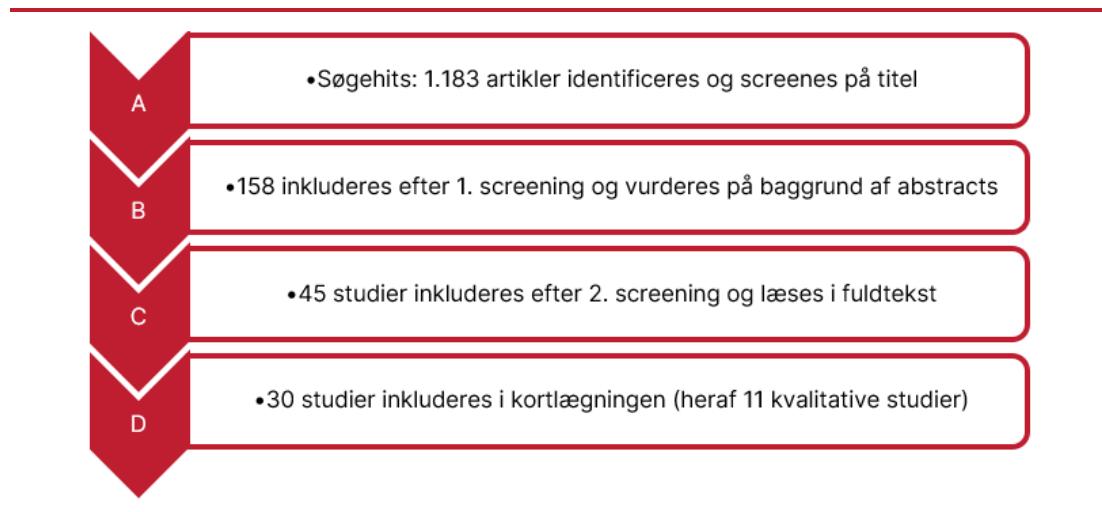 A
•Søgehits: 1.183 artikler identificeres og screenes på titel
B
•158 inkluderes efter 1. screening og vurderes på baggrund af abstracts
C
•45 studier inkluderes efter 2. screening og læses i fuldtekst
D
•30 studier inkluderes i kortlægningen (heraf 11 kvalitative studier)